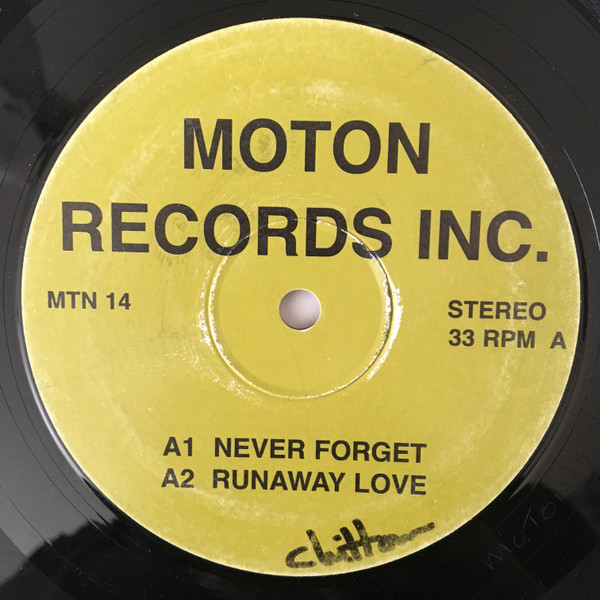 MOTON
RECORDS INC.
MTN 14
STEREO
33 RPM A
A1 NEVER FORGET
A2 RUNAWAY LOVE